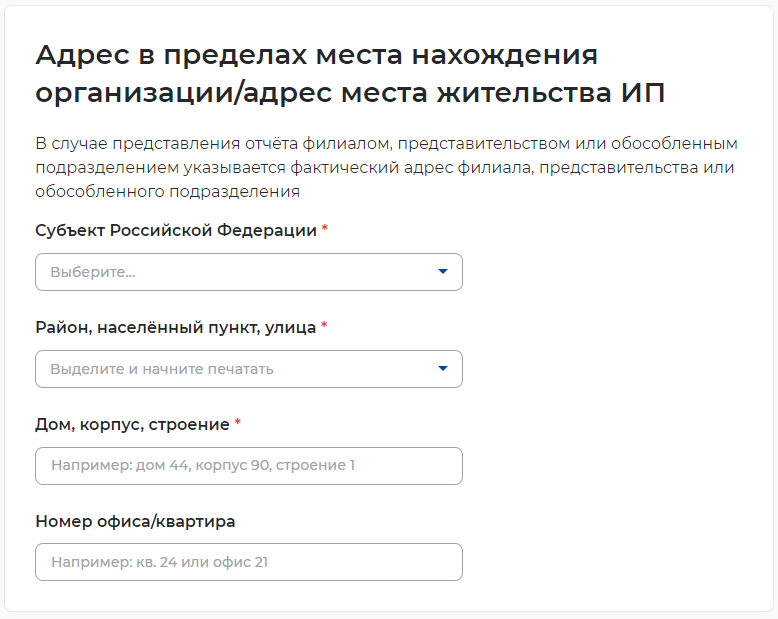 Адрес в пределах места нахождения
организации/адрес места жительства ИП
В случае представления отчёта филиалом, представительством или обособленным
подразделением указывается фактический адрес филиала, представительства или
обособленного подразделения
Субъект Российской Федерации *
Выберите...
Район, населённый пункт, улица *
Выделите и начните печатать
Дом, корпус, строение *
Например: дом 44, корпус 90, строение 1
Номер офиса/квартира
Например: кв. 24 или офис 21